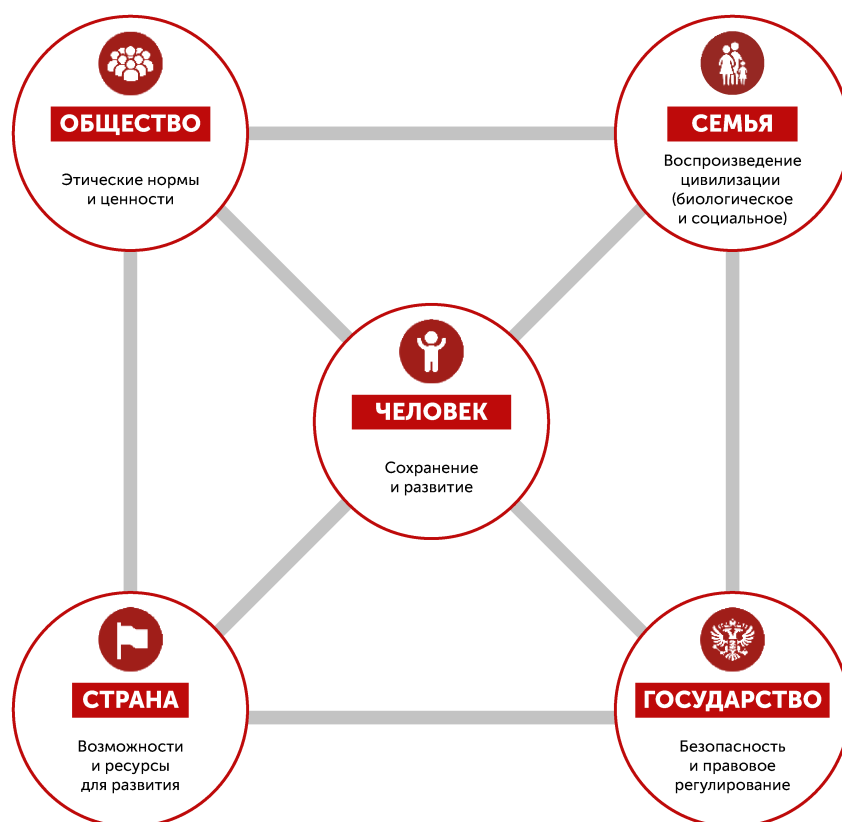 ОБЩЕСТВО
Этические нормы
и ценности
СЕМЬЯ
Воспроизведение
цивилизации
(биологическое
и социальное)
ЧЕЛОВЕК
Сохранение
и развитие
СТРАНА
Возможности
и ресурсы
для развития
ГОСУДАРСТВО
Безопасность
и правовое
регулирование